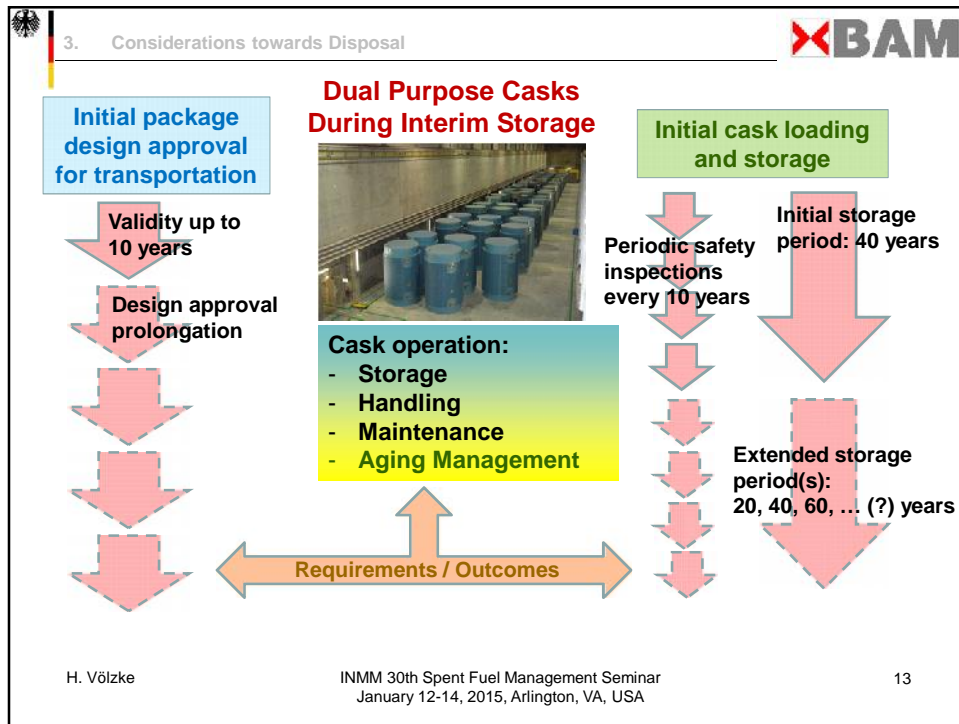 3. Considerations towards Disposal
BAM
Dual Purpose Casks
During Interim Storage
Initial package
design approval
for transportation
Validity up to
10 years
Design approval
prolongation
Cask operation:
- Storage
- Handling
- Maintenance
- Aging Management
Initial cask loading
and storage
Periodic safety
inspections
every 10 years
Initial storage
period: 40 years
Extended storage
period(s):
20, 40, 60, … (?) years
Requirements / Outcomes
H. Völzke
INMM 30th Spent Fuel Management Seminar
January 12-14, 2015, Arlington, VA, USA
13